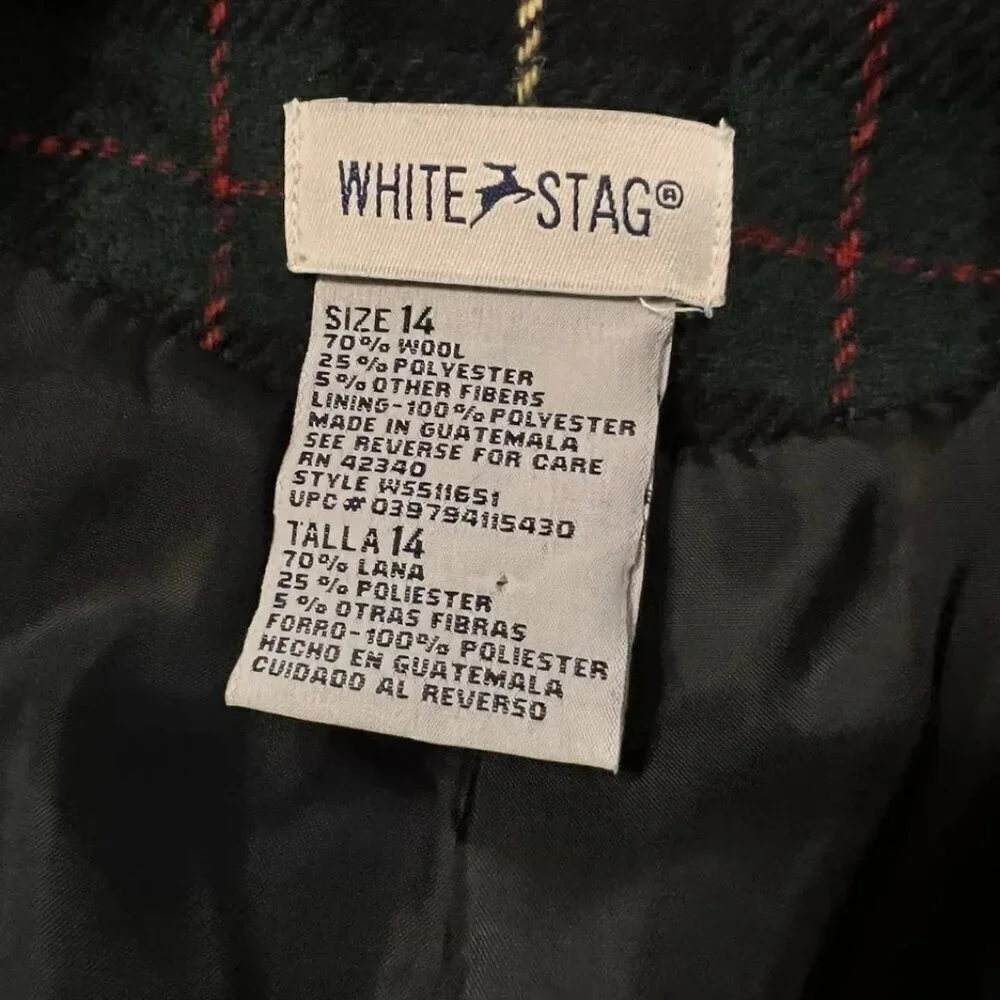 WHITE STAG®
SIZE 14
70% WOOL
25% POLYESTER
5% OTHER FIBERS
LINING-100% POLYESTER
MADE IN GUATEMALA
SEE REVERSE FOR CARE
RN 42340
STYLE WS511651
UPC# 039794115430
TALLA 14
70% LANA
25 % POLIESTER
5 % OTRAS FIBRAS
FORRO-100% POLIESTER
HECHO EN GUATEMALA
CUIDADO AL REVERSO